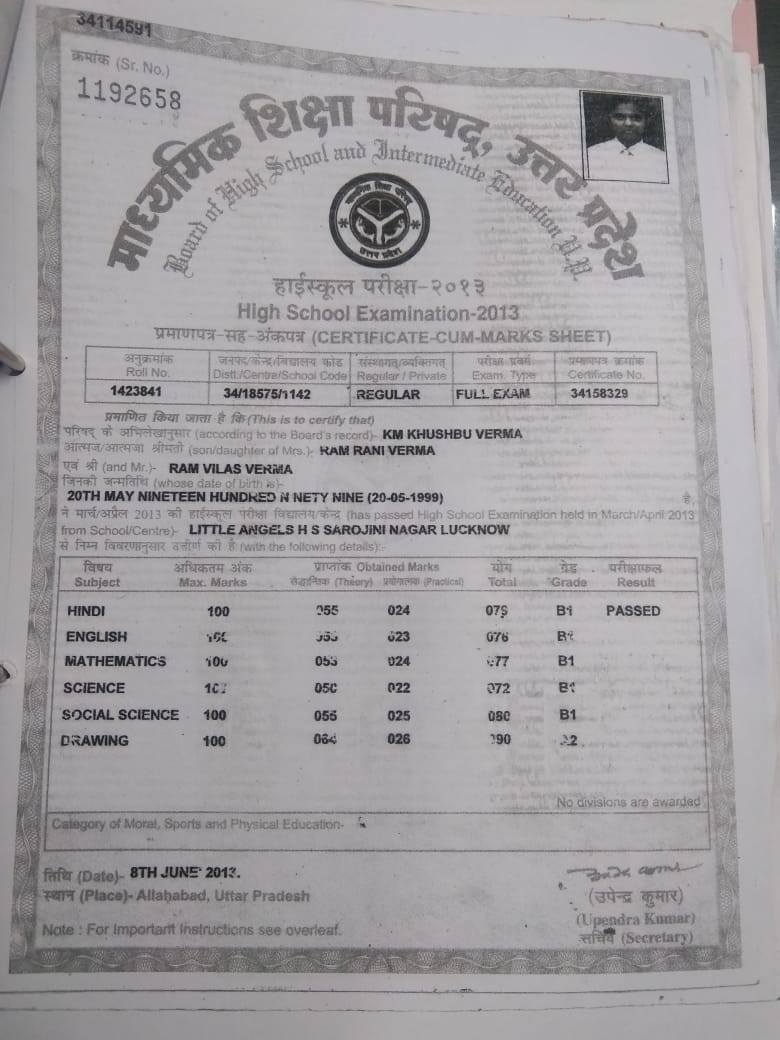 34114591
क्रमांक (Sr. No.)
1192658
माध्यमिक शिक्षा परिषद्, उत्तर प्रदेश
Board of High School and Intermediate Education U.P.
उत्तर प्रदेश
हाईस्कूल परीक्षा-२०१३
High School Examination-2013
प्रमाणपत्र-सह-अंकपत्र (CERTIFICATE-CUM-MARKS SHEET)
अनुक्रमांक जनपद/केन्द्र/विद्यालय कोड संस्थागत/व्यक्तिगत परीक्षा प्रमाणपत्र क्रमांक
Roll No. Distt./Centre/School Code Regular / Private Exam. Type Certificate No.
1423841 34/18575/1142 REGULAR FULL EXAM 34158329
प्रमाणित किया जाता है कि (This is to certify that)
परिषद् के अभिलेखानुसार (according to the Board's record)- KM KHUSHBU VERMA
आत्मज/आत्मजा श्रीमती (son/daughter of Mrs.)- RAM RANI VERMA
एवं श्री (and Mr.)- RAM VILAS VERMA
जिनकी जन्मतिथि (whose date of birth is)-
20TH MAY NINETEEN HUNDRED N NETY NINE (20-05-1999) है,
ने मार्च/अप्रैल 2013 की हाईस्कूल परीक्षा विद्यालय/केन्द्र (has passed High School Examination held in March/April 2013
from School/Centre)- LITTLE ANGELS H S SAROJINI NAGAR LUCKNOW
से निम्न विवरणानुसार उत्तीर्ण की है (with the following details):-
विषय अधिकतम अंक प्राप्तांक Obtained Marks योग ग्रेड परीक्षाफल
Subject Max. Marks सैद्धान्तिक (Theory) प्रयोगात्मक (Practical) Total Grade Result
HINDI 100 055 024 B1 PASSED
ENGLISH 023 076
MATHEMATICS 100 024 077 B1
SCIENCE 022 072 B1
SOCIAL SCIENCE 100 055 025 080 B1
DRAWING 100 064 026 090 A2
No divisions are awarded
Category of Moral, Sports and Physical Education-
तिथि (Date)- 8TH JUNE 2013.
स्थान (Place)- Allahabad, Uttar Pradesh
(उपेन्द्र कुमार)
(Upendra Kumar)
Note : For Important Instructions see overleaf.
सचिव (Secretary)